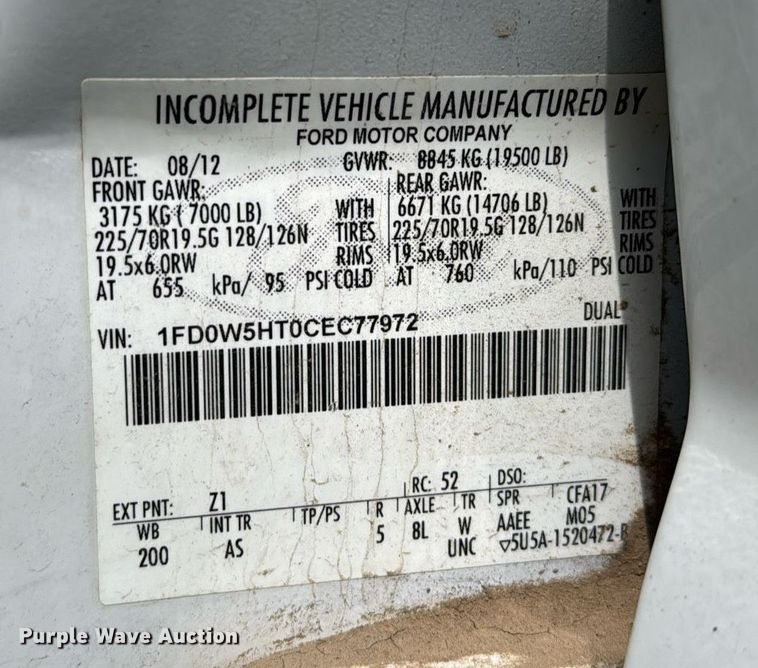 INCOMPLETE VEHICLE MANUFACTURED BY
FORD MOTOR COMPANY
DATE: 08/12 GVWR: 8845 KG (19500 LB)
FRONT GAWR: REAR GAWR:
3175 KG ( 7000 LB) WITH 6671 KG (14706 LB) WITH
225/70R19.5G 128/126N TIRES 225/70R19.5G 128/126N TIRES
19.5x6.0RW RIMS 19.5x6.0RW RIMS
AT 655 kPa/ 95 PSI COLD AT 760 kPa/110 PSI COLD
VIN: 1FD0W5HT0CEC77972 DUAL
EXT PNT: Z1 RC: 52 DSO:
WB INT TR TP/PS R AXLE TR SPR CFA17
200 AS 5 8L W AAEE M05
UNC ▽5U5A-1520472-B
Purple Wave Auction